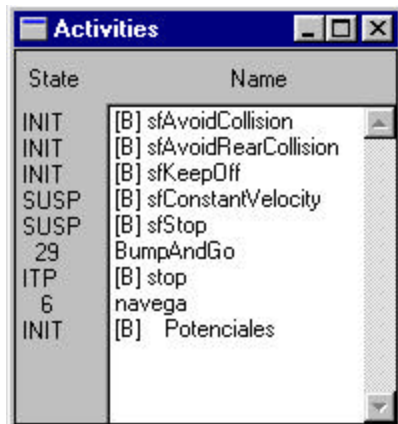 Activities
State Name
INIT [B] sfAvoidCollision
INIT [B] sfAvoidRearCollision
INIT [B] sfKeepOff
SUSP [B] sfConstantVelocity
SUSP [B] sfStop
29 BumpAndGo
ITP [B] stop
6 navega
INIT [B] Potenciales